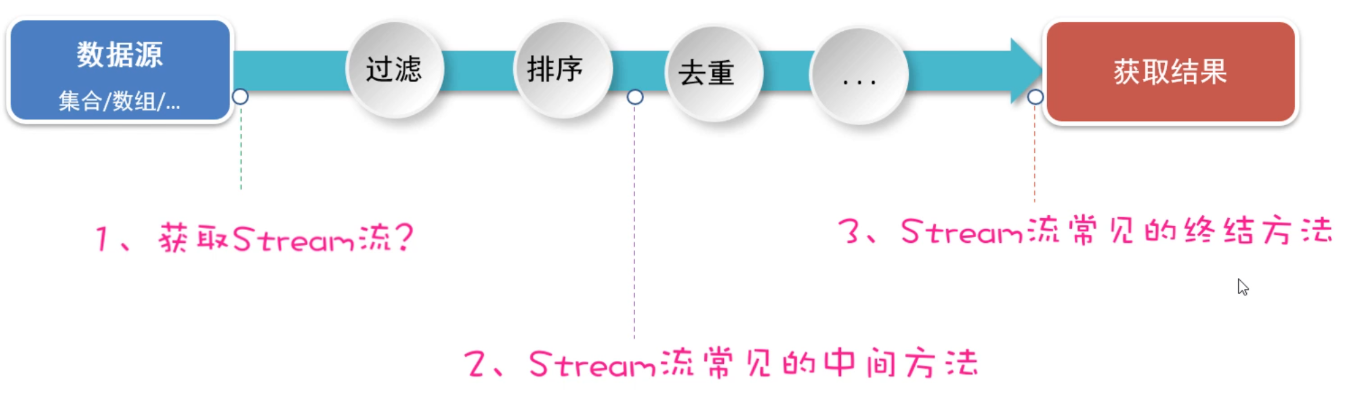 数据源
集合/数组/...
过滤
排序
去重
...
获取结果
1、获取Stream流?
3、Stream流常见的终结方法
2、Stream流常见的中间方法